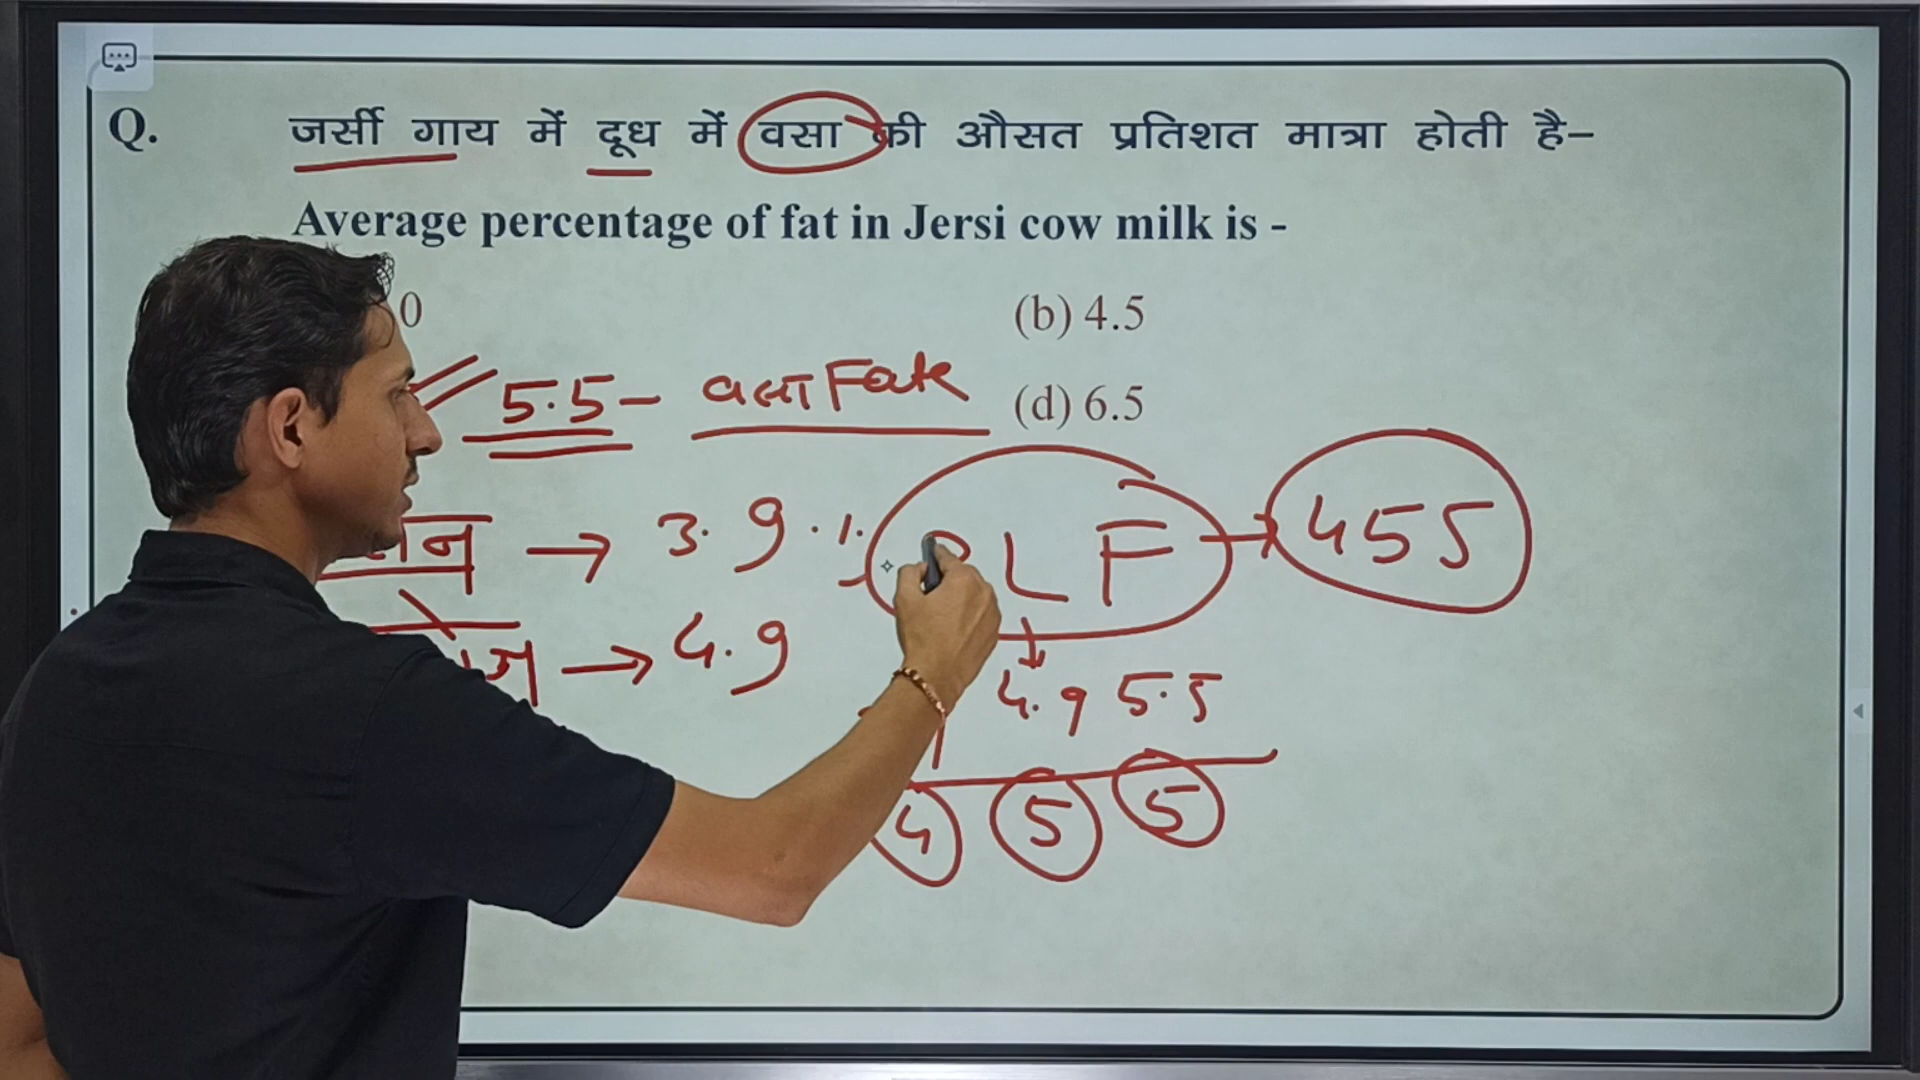 Q. जर्सी गाय में दूध में वसा की औसत प्रतिशत मात्रा होती है–
Average percentage of fat in Jersi cow milk is -
0 (b) 4.5
5.5 – वसा Fat (d) 6.5
→ 3.9 % P L F → 455
→ 4.9
4.9 5.5
4 5 5